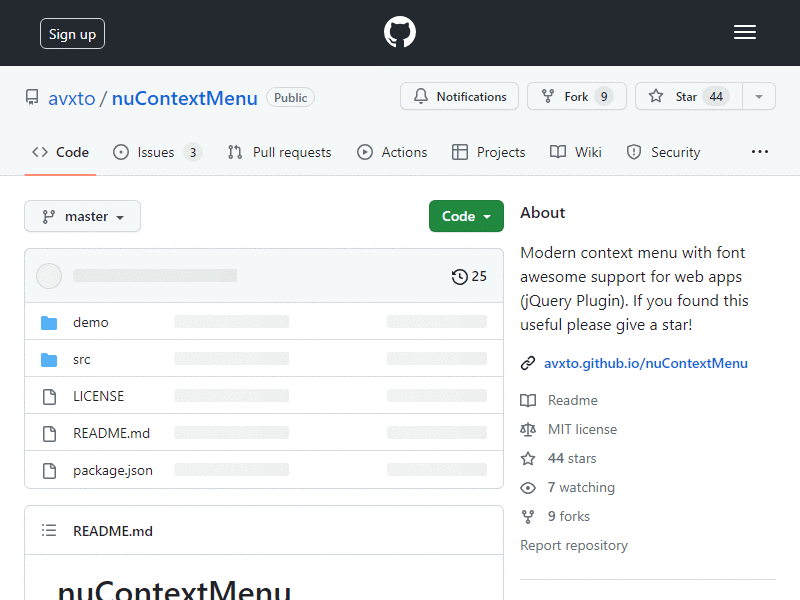 Sign up
avxto / nuContextMenu Public
Notifications
Fork 9
Star 44
Code
Issues 3
Pull requests
Actions
Projects
Wiki
Security
master
Code
25
demo
src
LICENSE
README.md
package.json
README.md
nuContextMenu
About
Modern context menu with font
awesome support for web apps
(jQuery Plugin). If you found this
useful please give a star!
avxto.github.io/nuContextMenu
Readme
MIT license
44 stars
7 watching
9 forks
Report repository